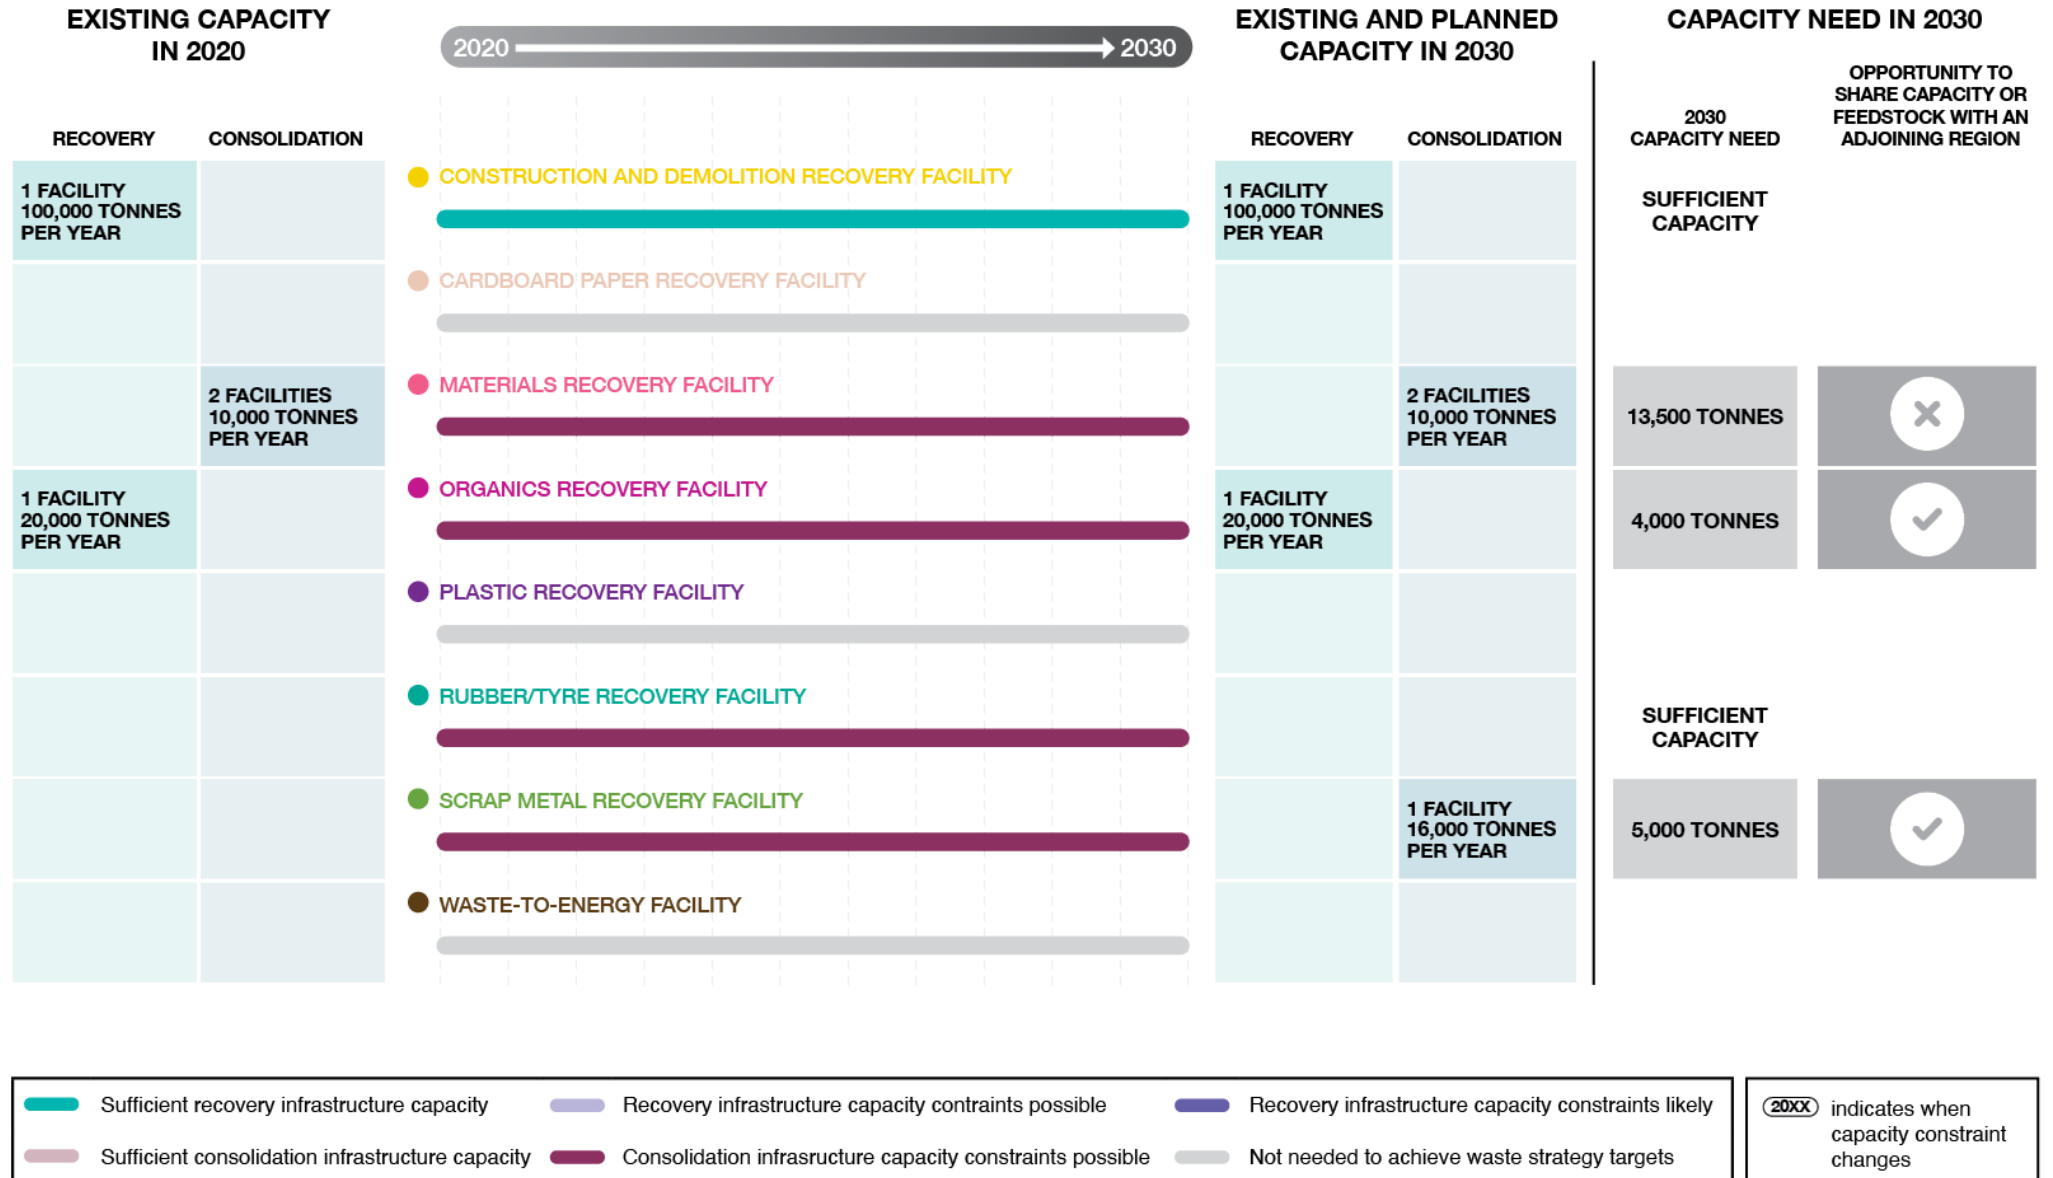 EXISTING CAPACITY
IN 2020
2020
2030
EXISTING AND PLANNED
CAPACITY IN 2030
CAPACITY NEED IN 2030
RECOVERY
CONSOLIDATION
RECOVERY
CONSOLIDATION
2030
CAPACITY NEED
OPPORTUNITY TO
SHARE CAPACITY OR
FEEDSTOCK WITH AN
ADJOINING REGION
1 FACILITY
100,000 TONNES
PER YEAR
CONSTRUCTION AND DEMOLITION RECOVERY FACILITY
1 FACILITY
100,000 TONNES
PER YEAR
SUFFICIENT
CAPACITY
CARDBOARD PAPER RECOVERY FACILITY
2 FACILITIES
10,000 TONNES
PER YEAR
MATERIALS RECOVERY FACILITY
2 FACILITIES
10,000 TONNES
PER YEAR
13,500 TONNES
1 FACILITY
20,000 TONNES
PER YEAR
ORGANICS RECOVERY FACILITY
1 FACILITY
20,000 TONNES
PER YEAR
4,000 TONNES
PLASTIC RECOVERY FACILITY
RUBBER/TYRE RECOVERY FACILITY
SUFFICIENT
CAPACITY
SCRAP METAL RECOVERY FACILITY
1 FACILITY
16,000 TONNES
PER YEAR
5,000 TONNES
WASTE-TO-ENERGY FACILITY
Sufficient recovery infrastructure capacity
Recovery infrastructure capacity contraints possible
Recovery infrastructure capacity constraints likely
Sufficient consolidation infrastructure capacity
Consolidation infrasructure capacity constraints possible
Not needed to achieve waste strategy targets
20XX indicates when
capacity constraint
changes